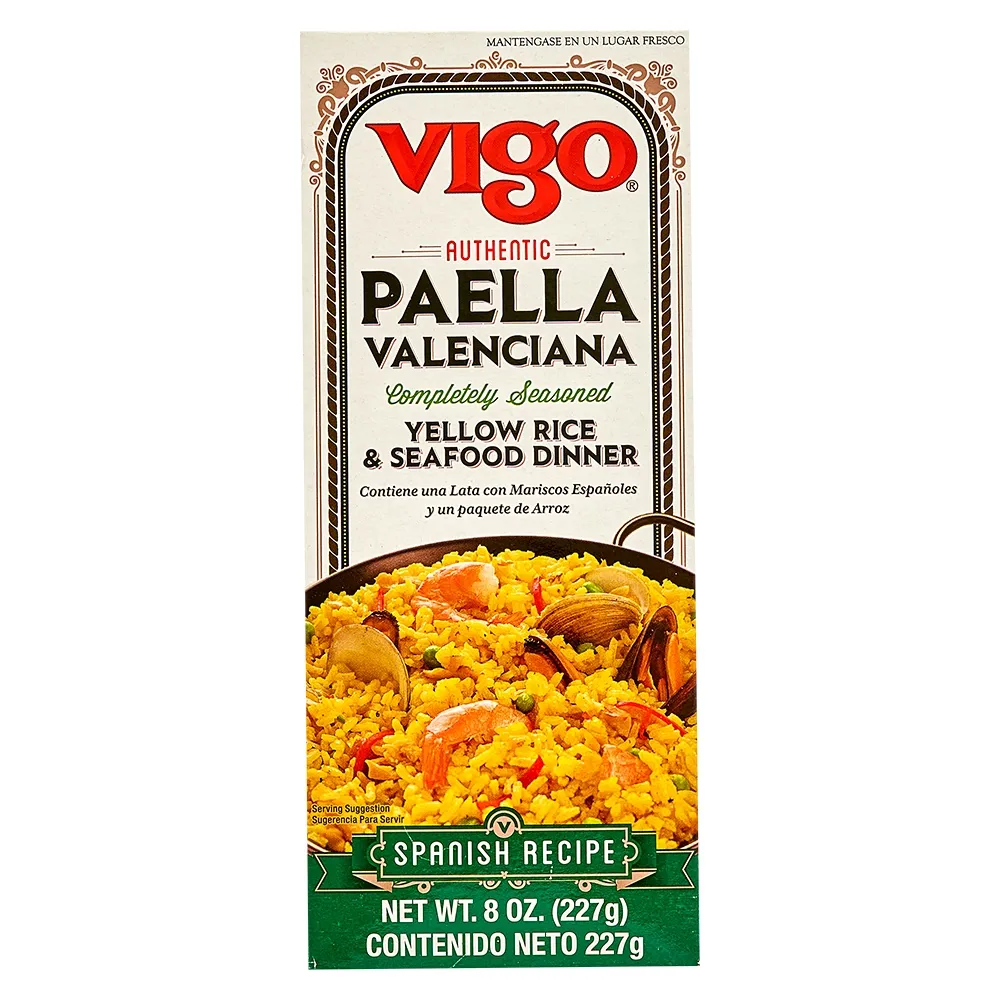 MANTENGASE EN UN LUGAR FRESCO
VIGO®
AUTHENTIC
PAELLA
VALENCIANA
Completely Seasoned
YELLOW RICE
& SEAFOOD DINNER
Contiene una Lata con Mariscos Españoles
y un paquete de Arroz
Serving Suggestion
Sugerencia Para Servir
V
SPANISH RECIPE
NET WT. 8 OZ. (227g)
CONTENIDO NETO 227g